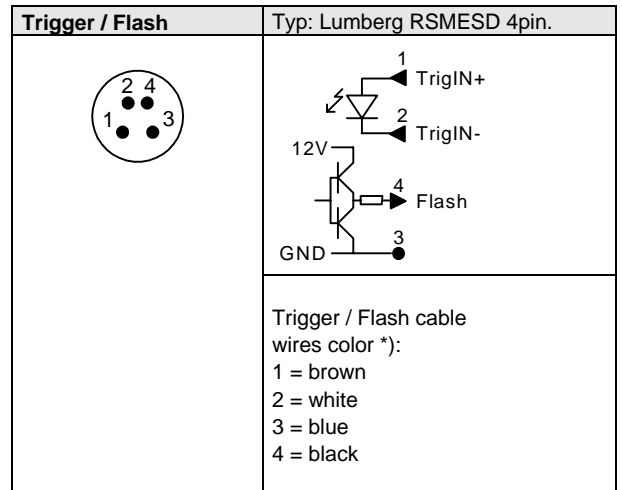 Trigger / Flash
Typ: Lumberg RSMESD 4pin.
2 4
1 3
1
TrigIN+
2
TrigIN-
12V
4
Flash
3
GND
Trigger / Flash cable
wires color *):
1 = brown
2 = white
3 = blue
4 = black